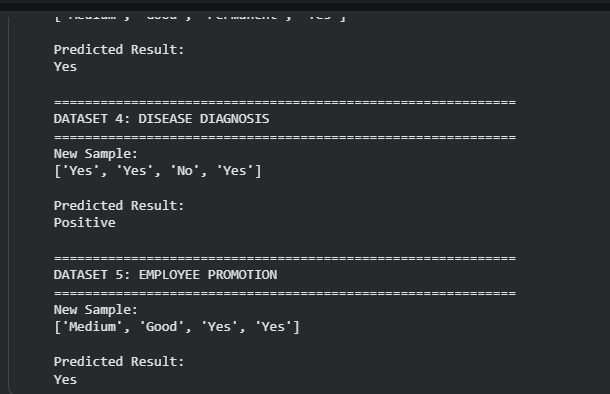 Predicted Result:
Yes
============================================================
DATASET 4: DISEASE DIAGNOSIS
============================================================
New Sample:
['Yes', 'Yes', 'No', 'Yes']
Predicted Result:
Positive
============================================================
DATASET 5: EMPLOYEE PROMOTION
============================================================
New Sample:
['Medium', 'Good', 'Yes', 'Yes']
Predicted Result:
Yes